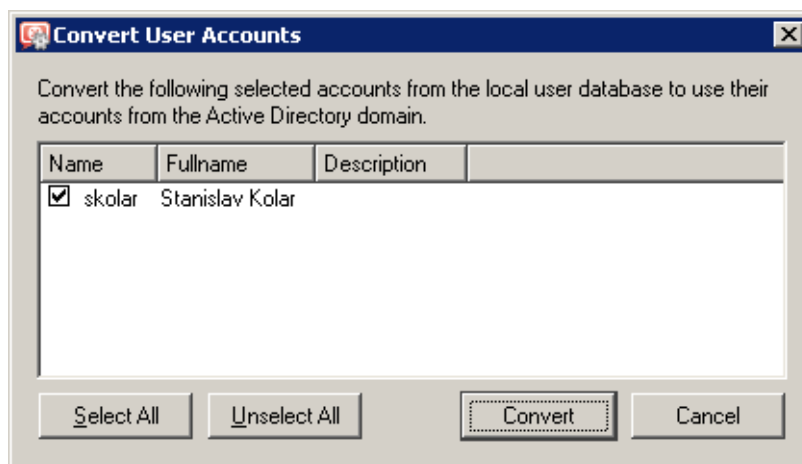 Convert User Accounts
Convert the following selected accounts from the local user database to use their
accounts from the Active Directory domain.
Name Fullname Description
skolar Stanislav Kolar
Select All Unselect All Convert Cancel